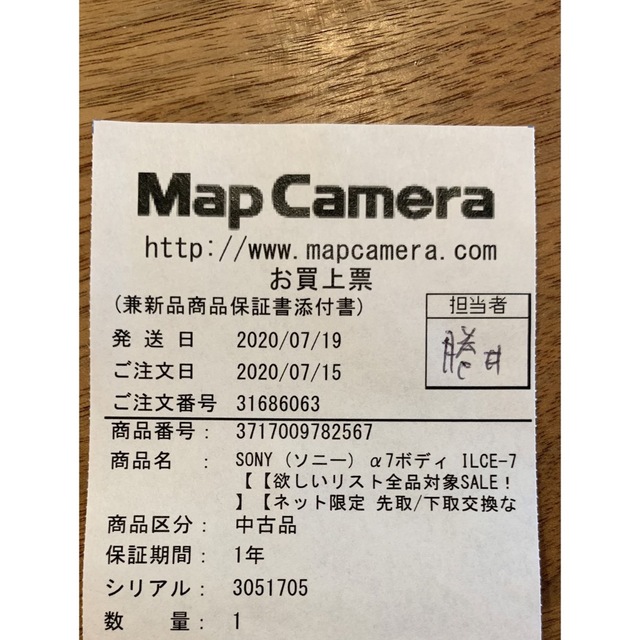 Map Camera
http://www.mapcamera.com
お買上票
(兼新品商品保証書添付書)
担当者
発送日 2020/07/19
ご注文日 2020/07/15
ご注文番号 31686063
商品番号: 3717009782567
商品名 : SONY (ソニー) α7ボディ ILCE-7
【【欲しいリスト全品対象SALE!
】【ネット限定 先取/下取交換な
商品区分: 中古品
保証期間: 1年
シリアル: 3051705
数量: 1